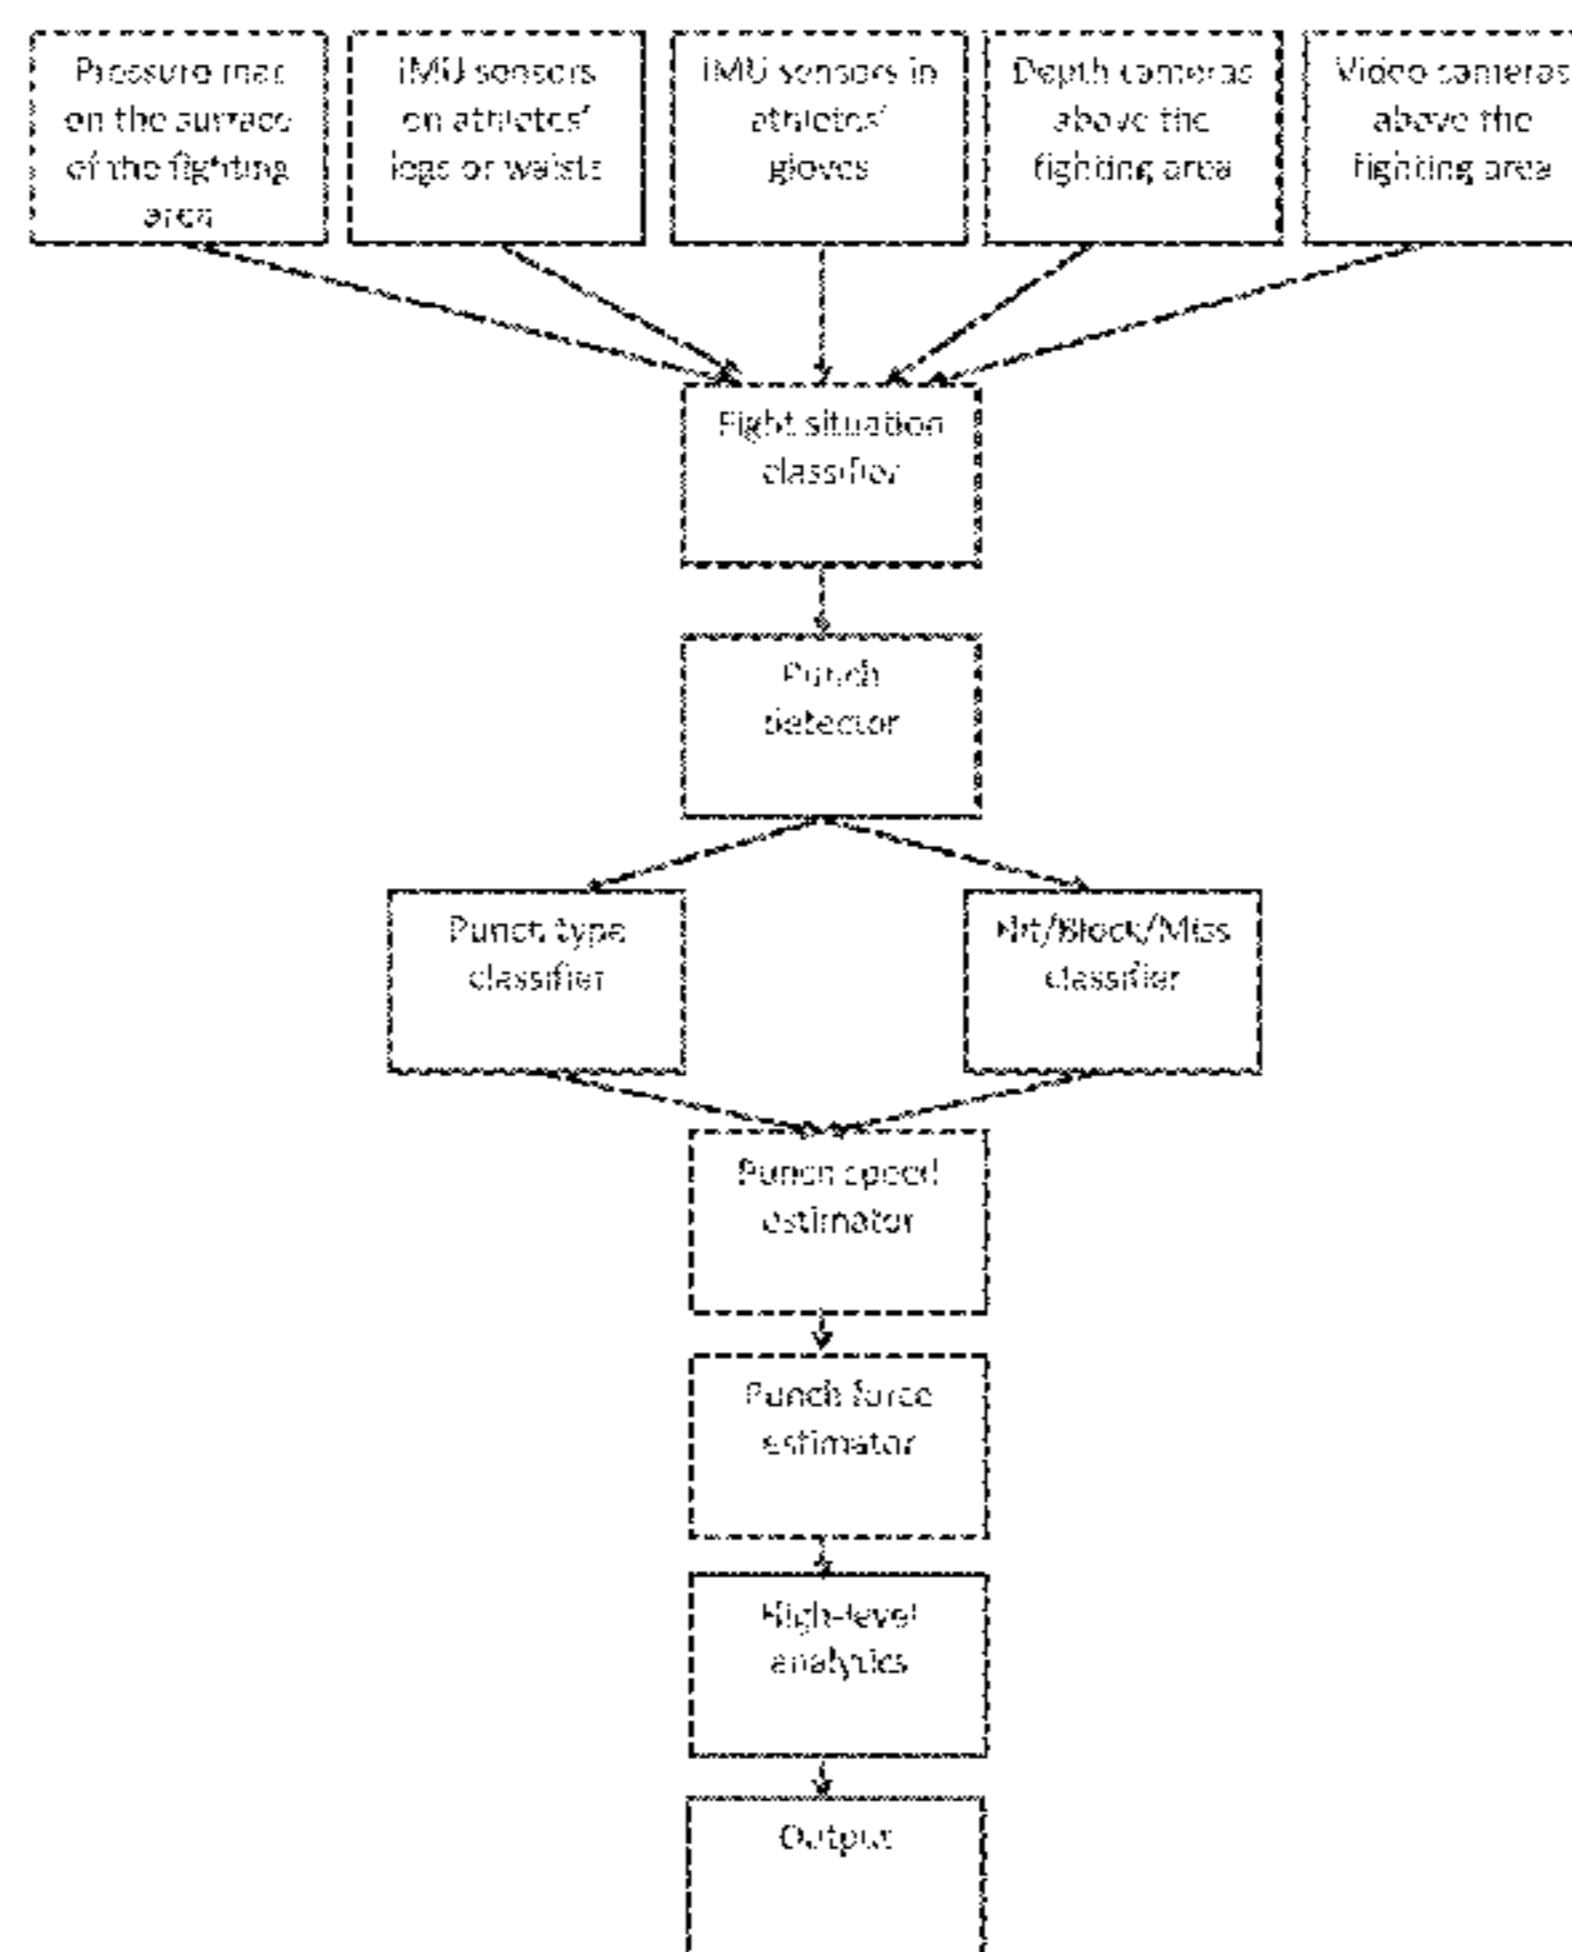 Pressure mat
on the surface
of the fighting
area
IMU sensors
on athletes'
legs or waists
IMU sensors in
athletes'
gloves
Depth cameras
above the
fighting area
Video cameras
above the
fighting area
Fight situation
classifier
Punch
detector
Punch type
classifier
Hit/Block/Miss
classifier
Punch speed
estimator
Punch force
estimator
High-level
analytics
Output